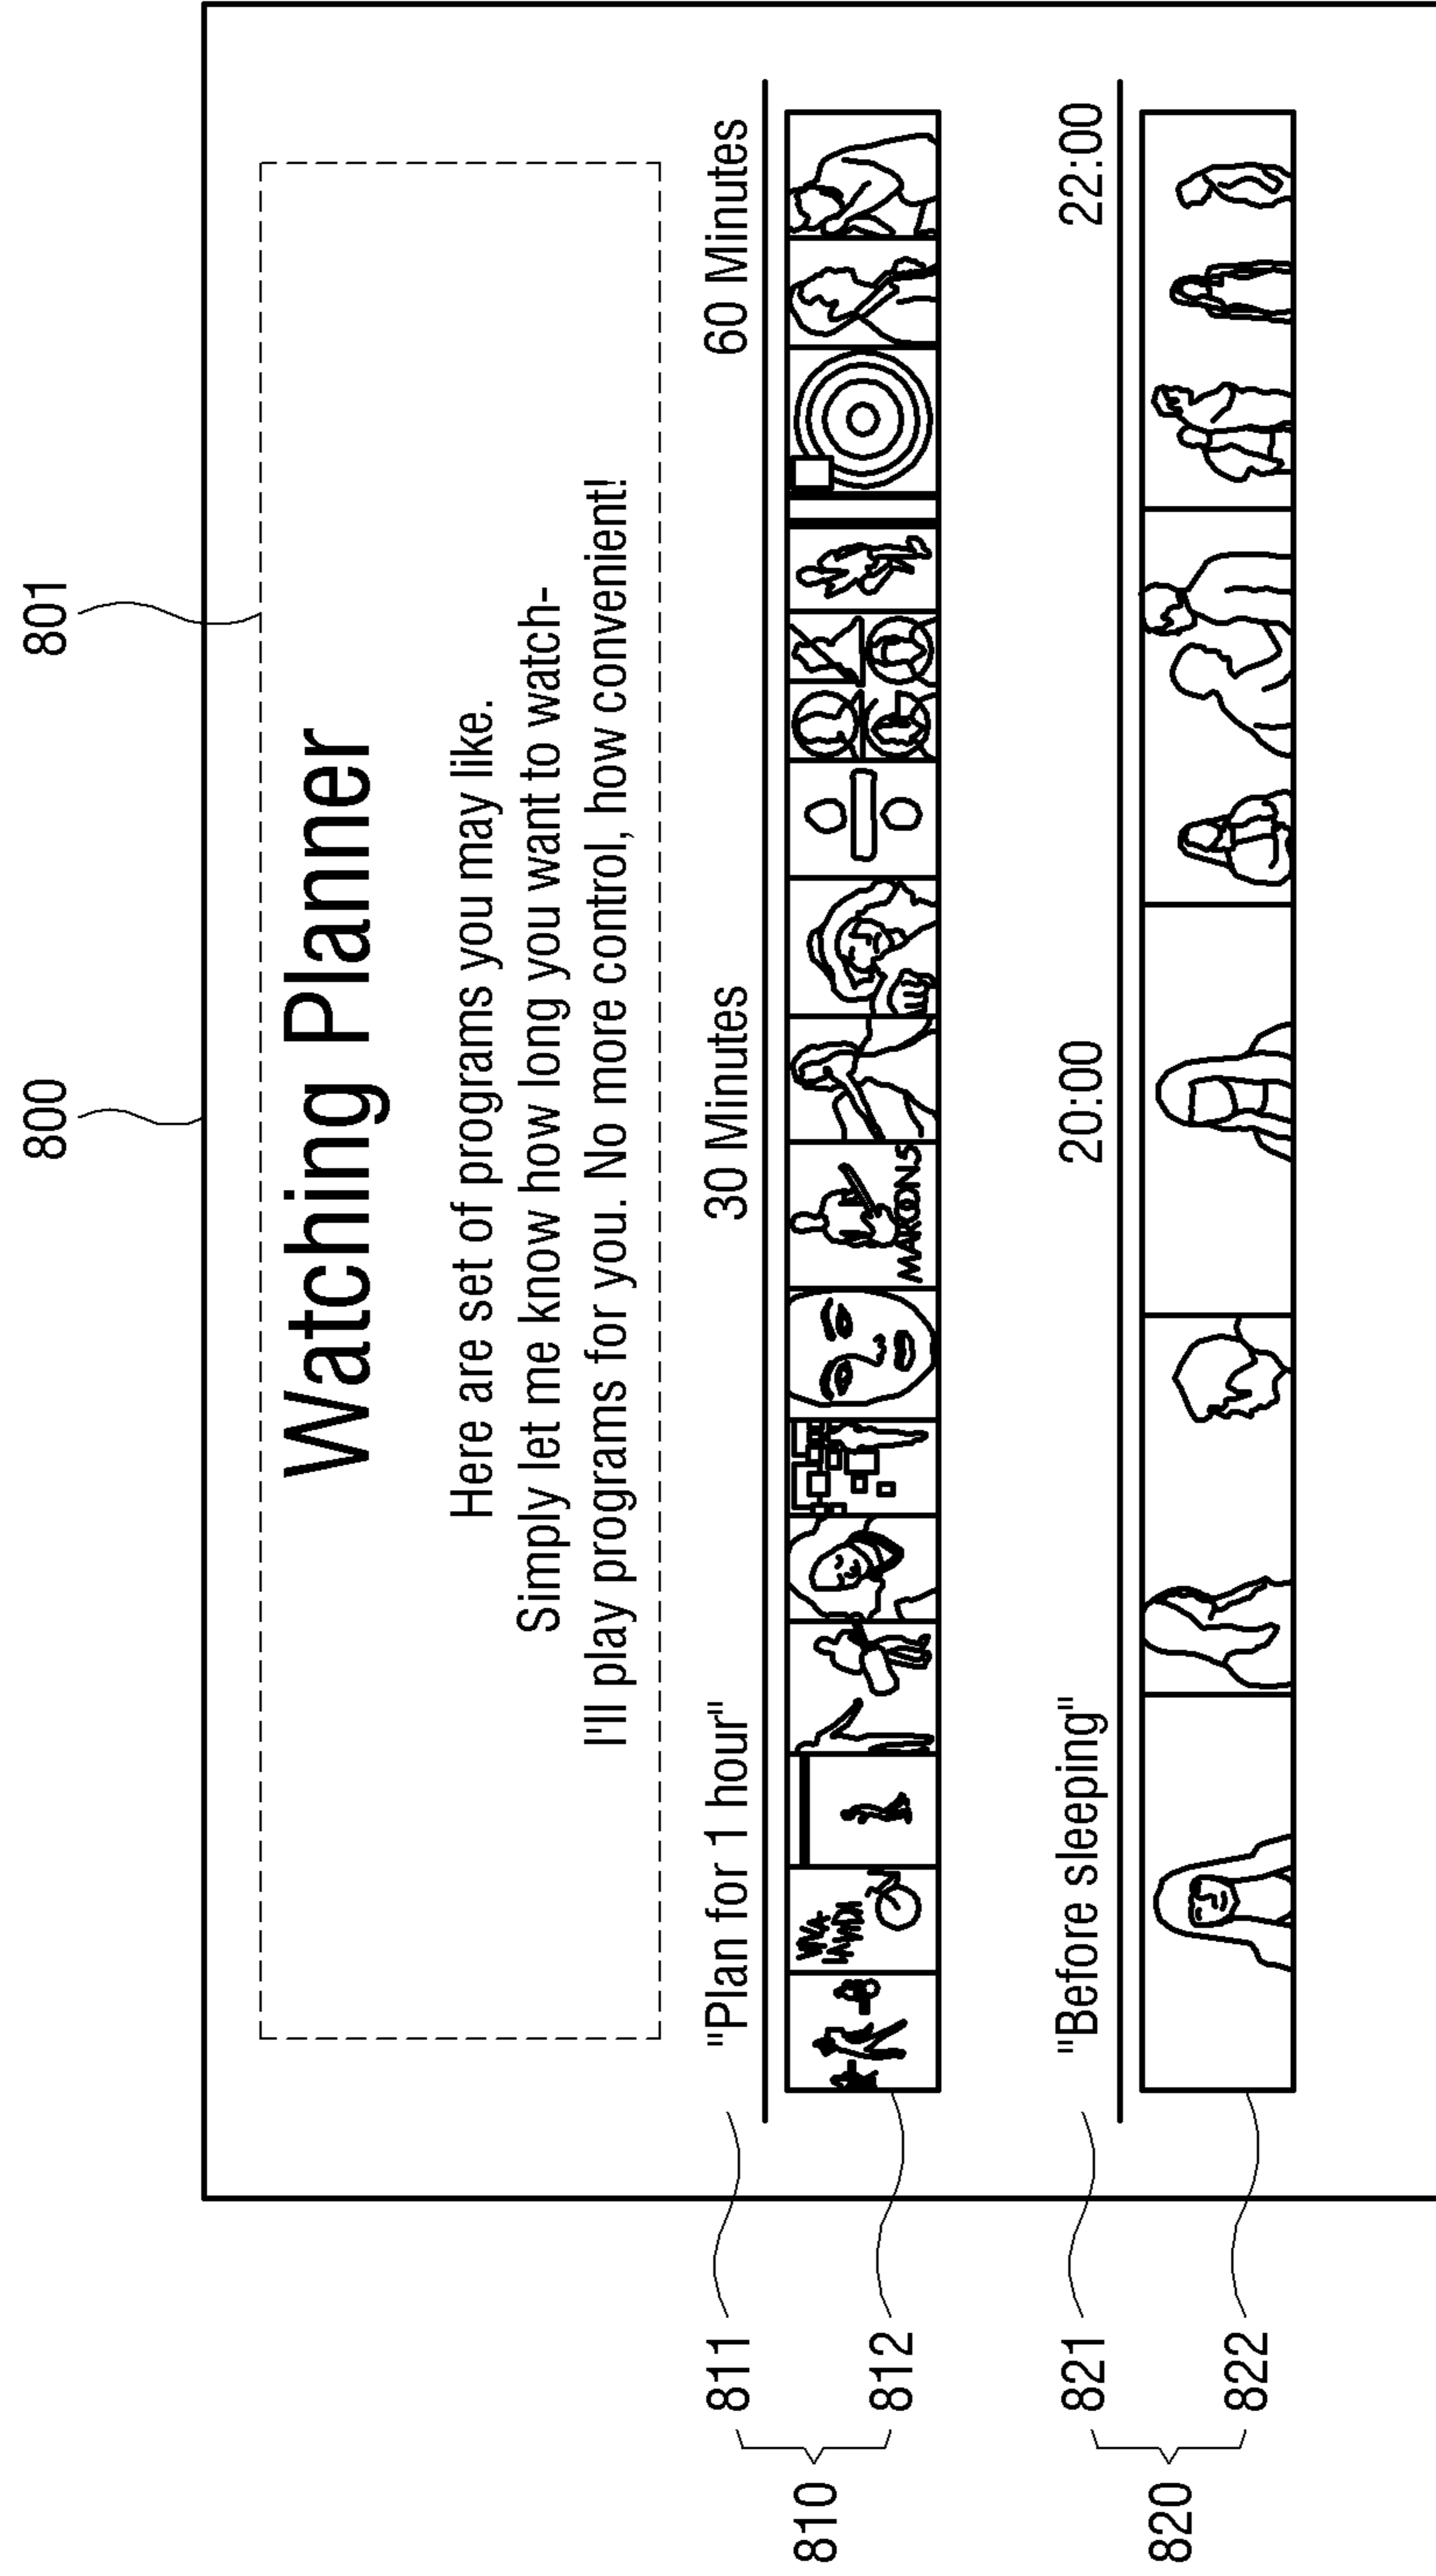 800
801
Watching Planner
Here are set of programs you may like.
Simply let me know how long you want to watch-
I'll play programs for you. No more control, how convenient!
810
811
"Plan for 1 hour"
30 Minutes
60 Minutes
812
VIVA
MAROON5
820
821
"Before sleeping"
20:00
22:00
822